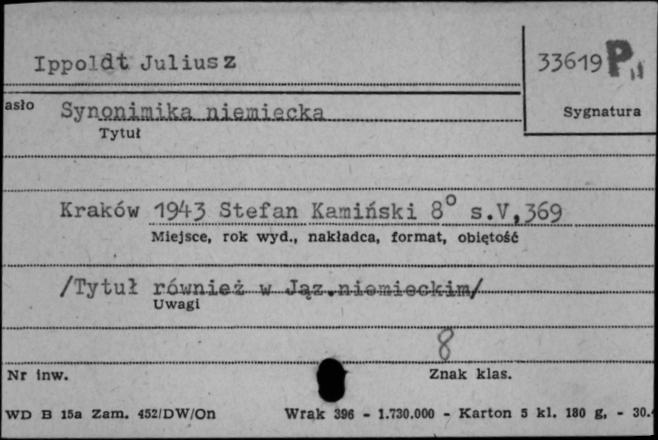 Ippoldt Juliusz
33619 P
asło Synonimika niemiecka
Sygnatura
Tytuł
Kraków 1943 Stefan Kamiński 8° s.V,369
Miejsce, rok wyd., nakładca, format, obiętość
/Tytuł również w Jąz.niemieckim/
Uwagi
8
Nr inw. Znak klas.
WD B 15a Zam. 452/DW/On Wrak 396 - 1.730.000 - Karton 5 kl. 180 g, - 30.